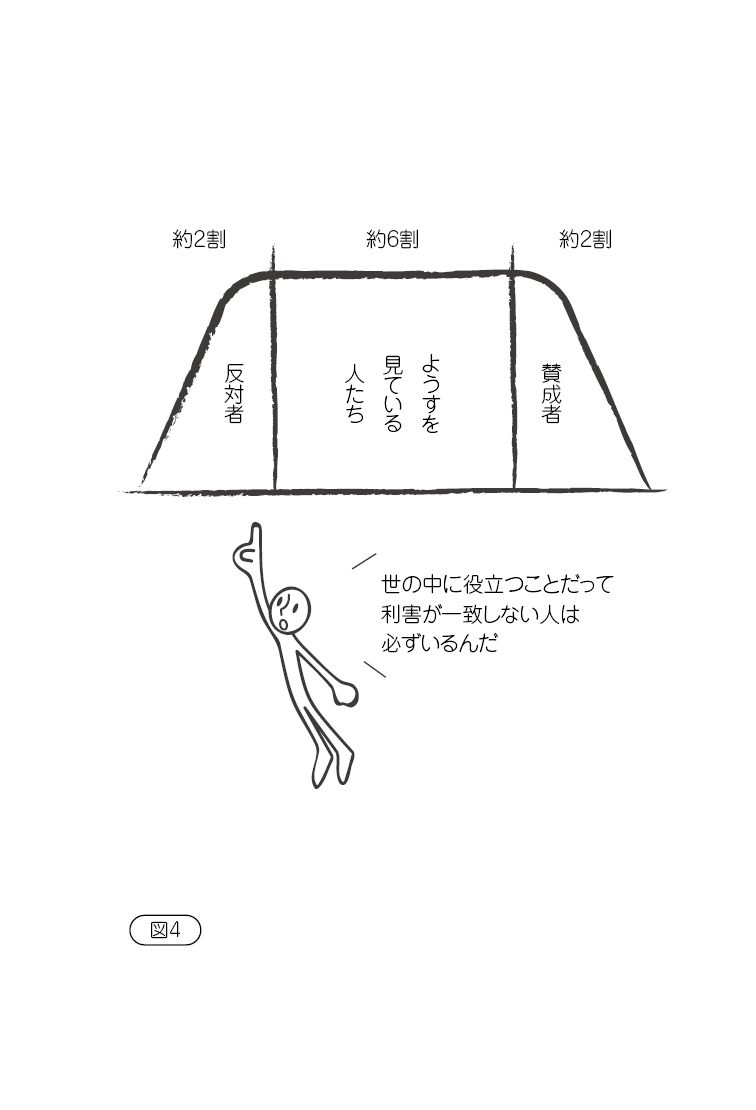 約2割
約6割
約2割
反対者
ようすを
見ている
人たち
賛成者
世の中に役立つことだって
利害が一致しない人は
必ずいるんだ
図4